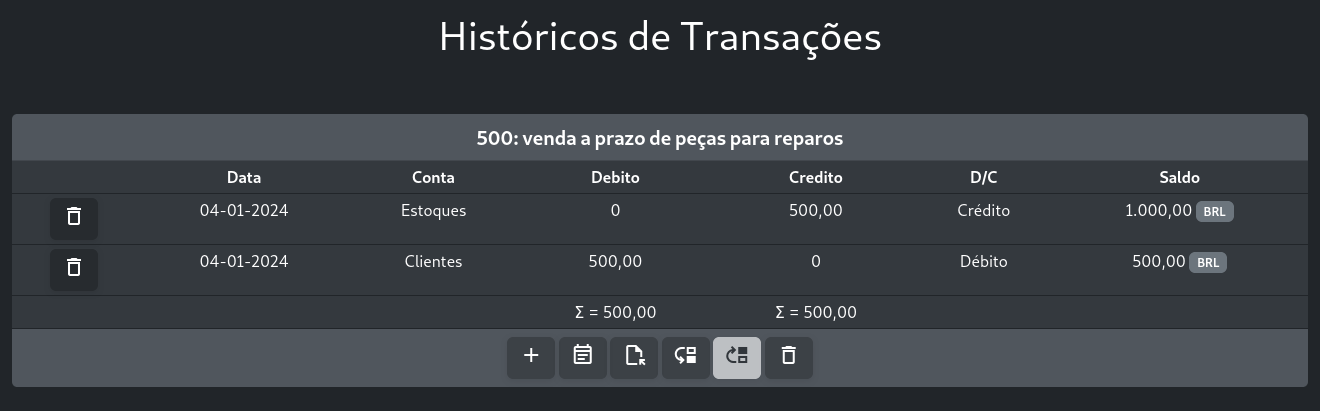 Históricos de Transações
500: venda a prazo de peças para reparos
Data Conta Debito Credito D/C Saldo
04-01-2024 Estoques 0 500,00 Crédito 1.000,00 BRL
04-01-2024 Clientes 500,00 0 Débito 500,00 BRL
Σ = 500,00 Σ = 500,00